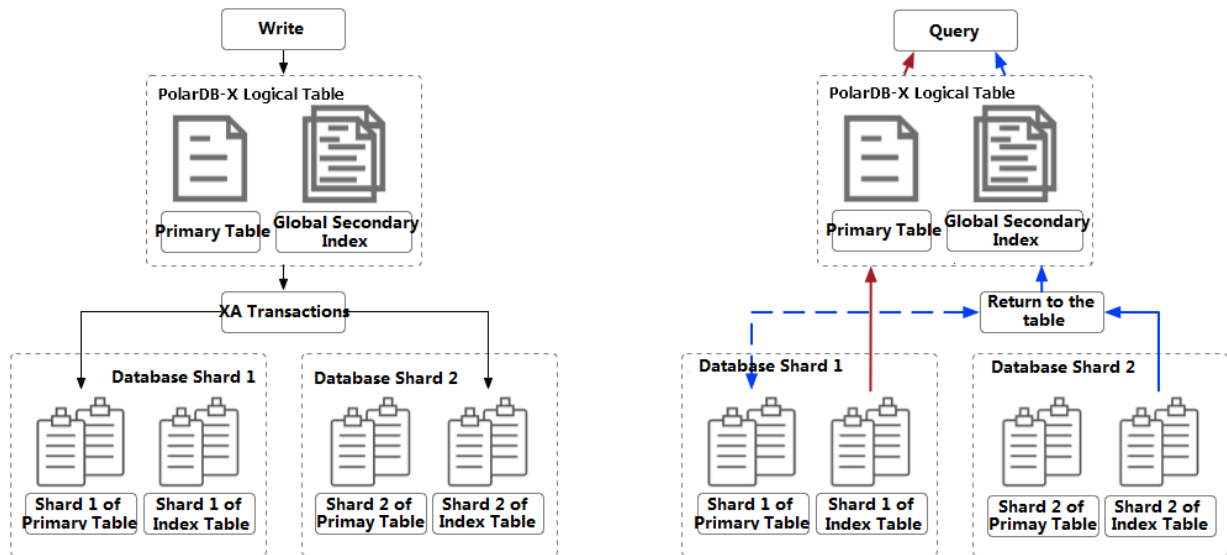 Write
PolarDB-X Logical Table
Primary Table
Global Secondary
Index
XA Transactions
Database Shard 1
Shard 1 of
Primary Table
Shard 1 of
Index Table
Database Shard 2
Shard 2 of
Primay Table
Shard 2 of
Index Table
Query
PolarDB-X Logical Table
Primary Table
Global Secondary
Index
Return to the
table
Database Shard 1
Shard 1 of
Primary Table
Shard 1 of
Index Table
Database Shard 2
Shard 2 of
Primay Table
Shard 2 of
Index Table